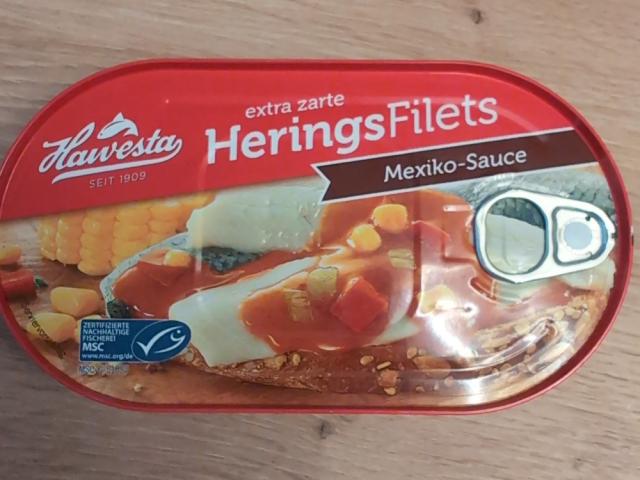 Hawesta
SEIT 1909
extra zarte
HeringsFilets
Mexiko-Sauce
ZERTIFIZIERTE
NACHHALTIGE
FISCHEREI
MSC
www.msc.org/de